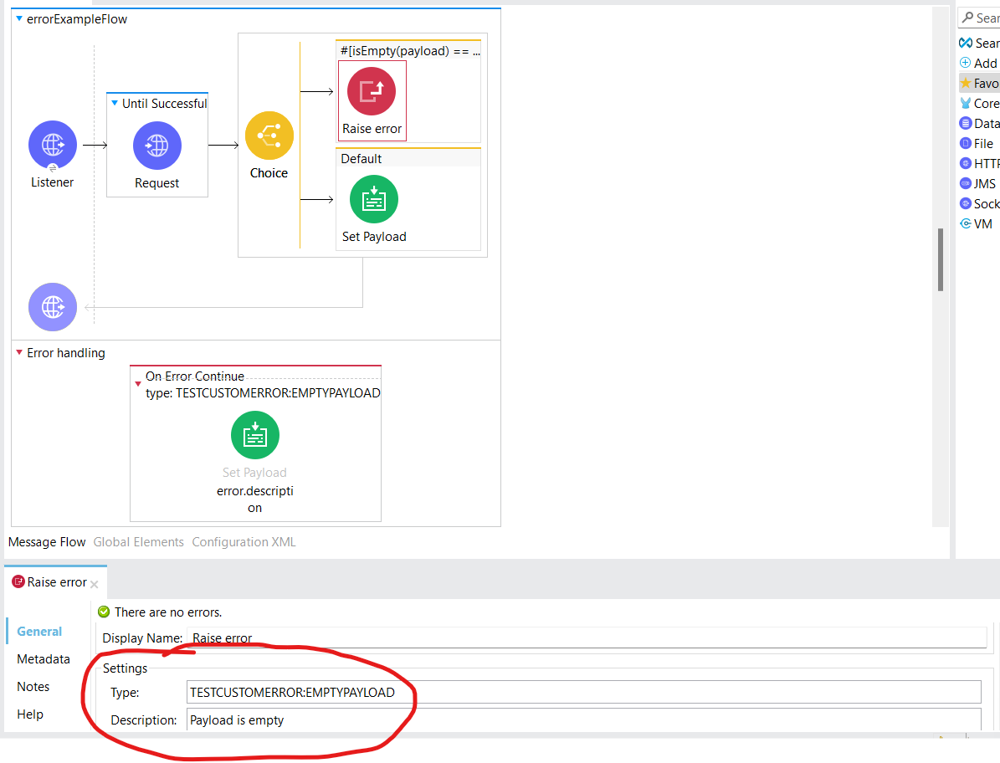 errorExampleFlow
#[isEmpty(payload) == ...
Until Successful
Raise error
Default
Listener
Request
Choice
Set Payload
Error handling
On Error Continue
type: TESTCUSTOMERROR:EMPTYPAYLOAD
Set Payload
error.descripti
on
Message Flow Global Elements Configuration XML
Sear
Sear
Add
Favo
Core
Data
File
HTTP
JMS
Sock
VM
Raise error
There are no errors.
General
Metadata
Notes
Help
Display Name: Raise error
Settings
Type: TESTCUSTOMERROR:EMPTYPAYLOAD
Description: Payload is empty